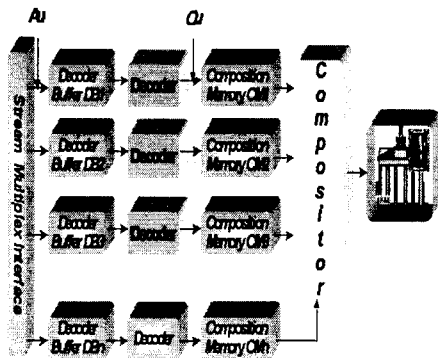 Au
Cu
Stream Multiplex Interface
Decoder
Buffer DB1
Decoder
Composition
Memory CM1
Decoder
Buffer DB2
Decoder
Composition
Memory CM2
Decoder
Buffer DB3
Decoder
Composition
Memory CM3
Decoder
Buffer DBn
Decoder
Composition
Memory CMn
Compositor